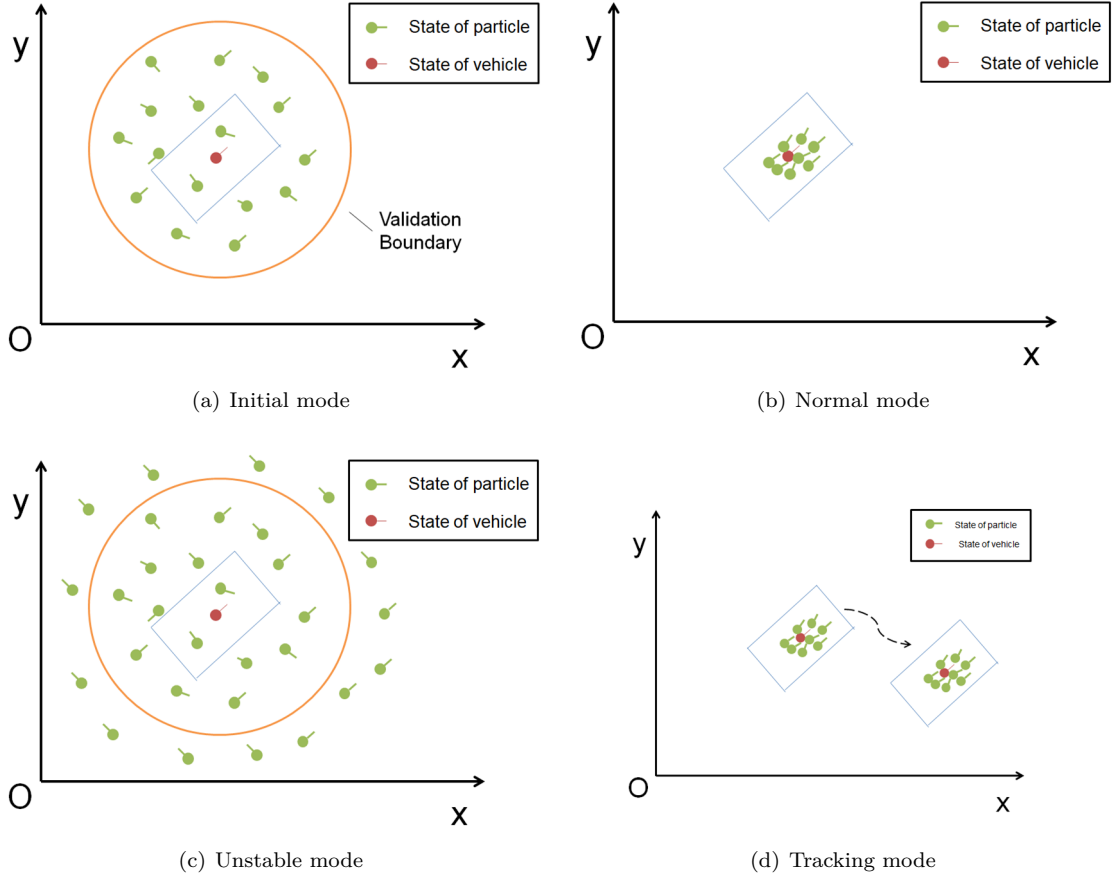 y
State of particle
State of vehicle
Validation
Boundary
O
x
(a) Initial mode
y
State of particle
State of vehicle
O
x
(b) Normal mode
y
State of particle
State of vehicle
O
x
(c) Unstable mode
y
State of particle
State of vehicle
O
x
(d) Tracking mode